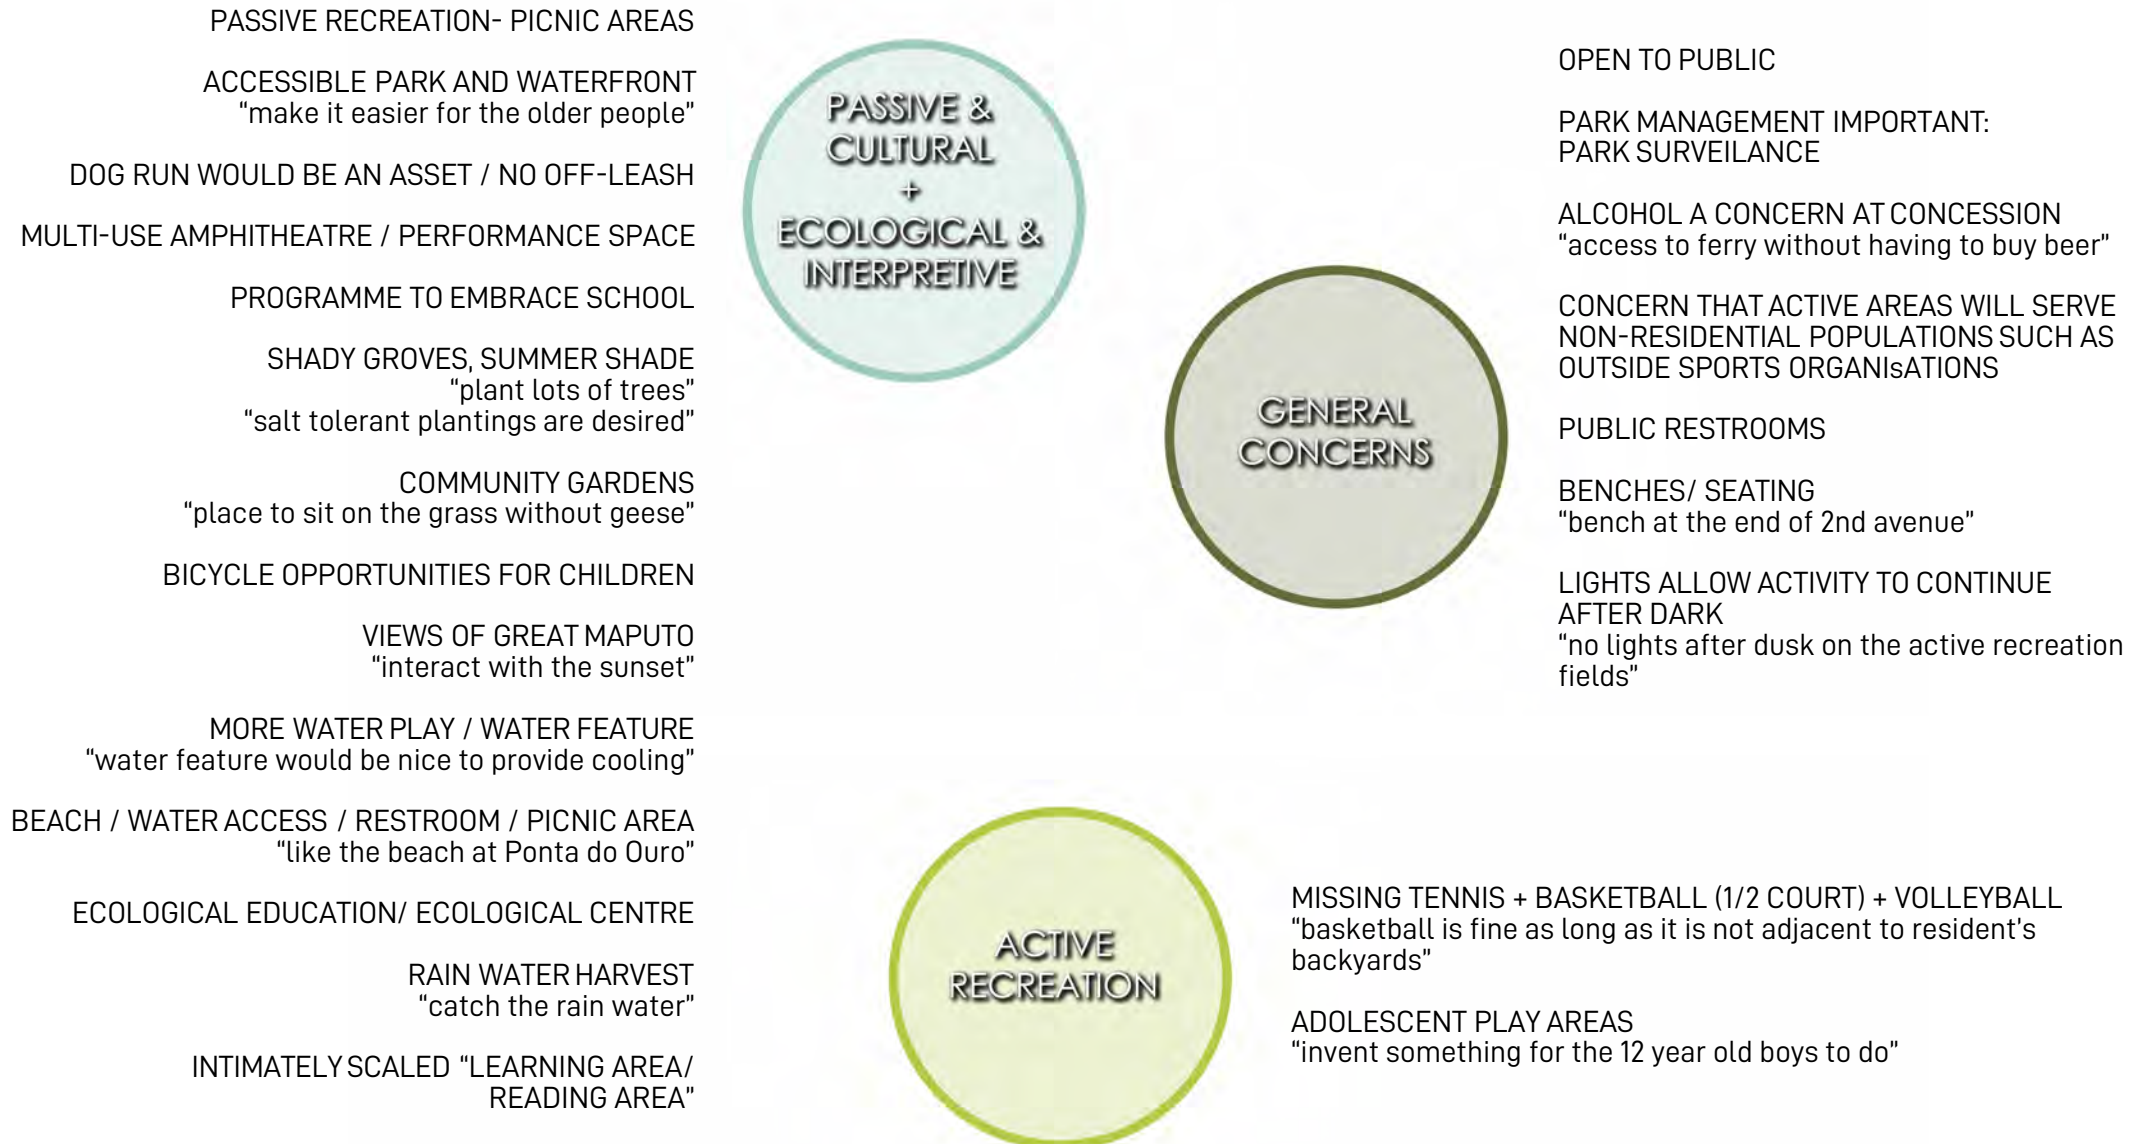 PASSIVE RECREATION- PICNIC AREAS
ACCESSIBLE PARK AND WATERFRONT
“make it easier for the older people”
DOG RUN WOULD BE AN ASSET / NO OFF-LEASH
MULTI-USE AMPHITHEATRE / PERFORMANCE SPACE
PROGRAMME TO EMBRACE SCHOOL
SHADY GROVES, SUMMER SHADE
“plant lots of trees”
“salt tolerant plantings are desired”
COMMUNITY GARDENS
“place to sit on the grass without geese”
BICYCLE OPPORTUNITIES FOR CHILDREN
VIEWS OF GREAT MAPUTO
“interact with the sunset”
MORE WATER PLAY / WATER FEATURE
“water feature would be nice to provide cooling”
BEACH / WATER ACCESS / RESTROOM / PICNIC AREA
“like the beach at Ponta do Ouro”
ECOLOGICAL EDUCATION/ ECOLOGICAL CENTRE
RAIN WATER HARVEST
“catch the rain water”
INTIMATELY SCALED “LEARNING AREA/
READING AREA”
PASSIVE &
CULTURAL
+
ECOLOGICAL &
INTERPRETIVE
GENERAL
CONCERNS
OPEN TO PUBLIC
PARK MANAGEMENT IMPORTANT:
PARK SURVEILANCE
ALCOHOL A CONCERN AT CONCESSION
“access to ferry without having to buy beer”
CONCERN THAT ACTIVE AREAS WILL SERVE
NON-RESIDENTIAL POPULATIONS SUCH AS
OUTSIDE SPORTS ORGANIsATIONS
PUBLIC RESTROOMS
BENCHES/ SEATING
“bench at the end of 2nd avenue”
LIGHTS ALLOW ACTIVITY TO CONTINUE
AFTER DARK
“no lights after dusk on the active recreation
fields”
ACTIVE
RECREATION
MISSING TENNIS + BASKETBALL (1/2 COURT) + VOLLEYBALL
“basketball is fine as long as it is not adjacent to resident’s
backyards”
ADOLESCENT PLAY AREAS
“invent something for the 12 year old boys to do”